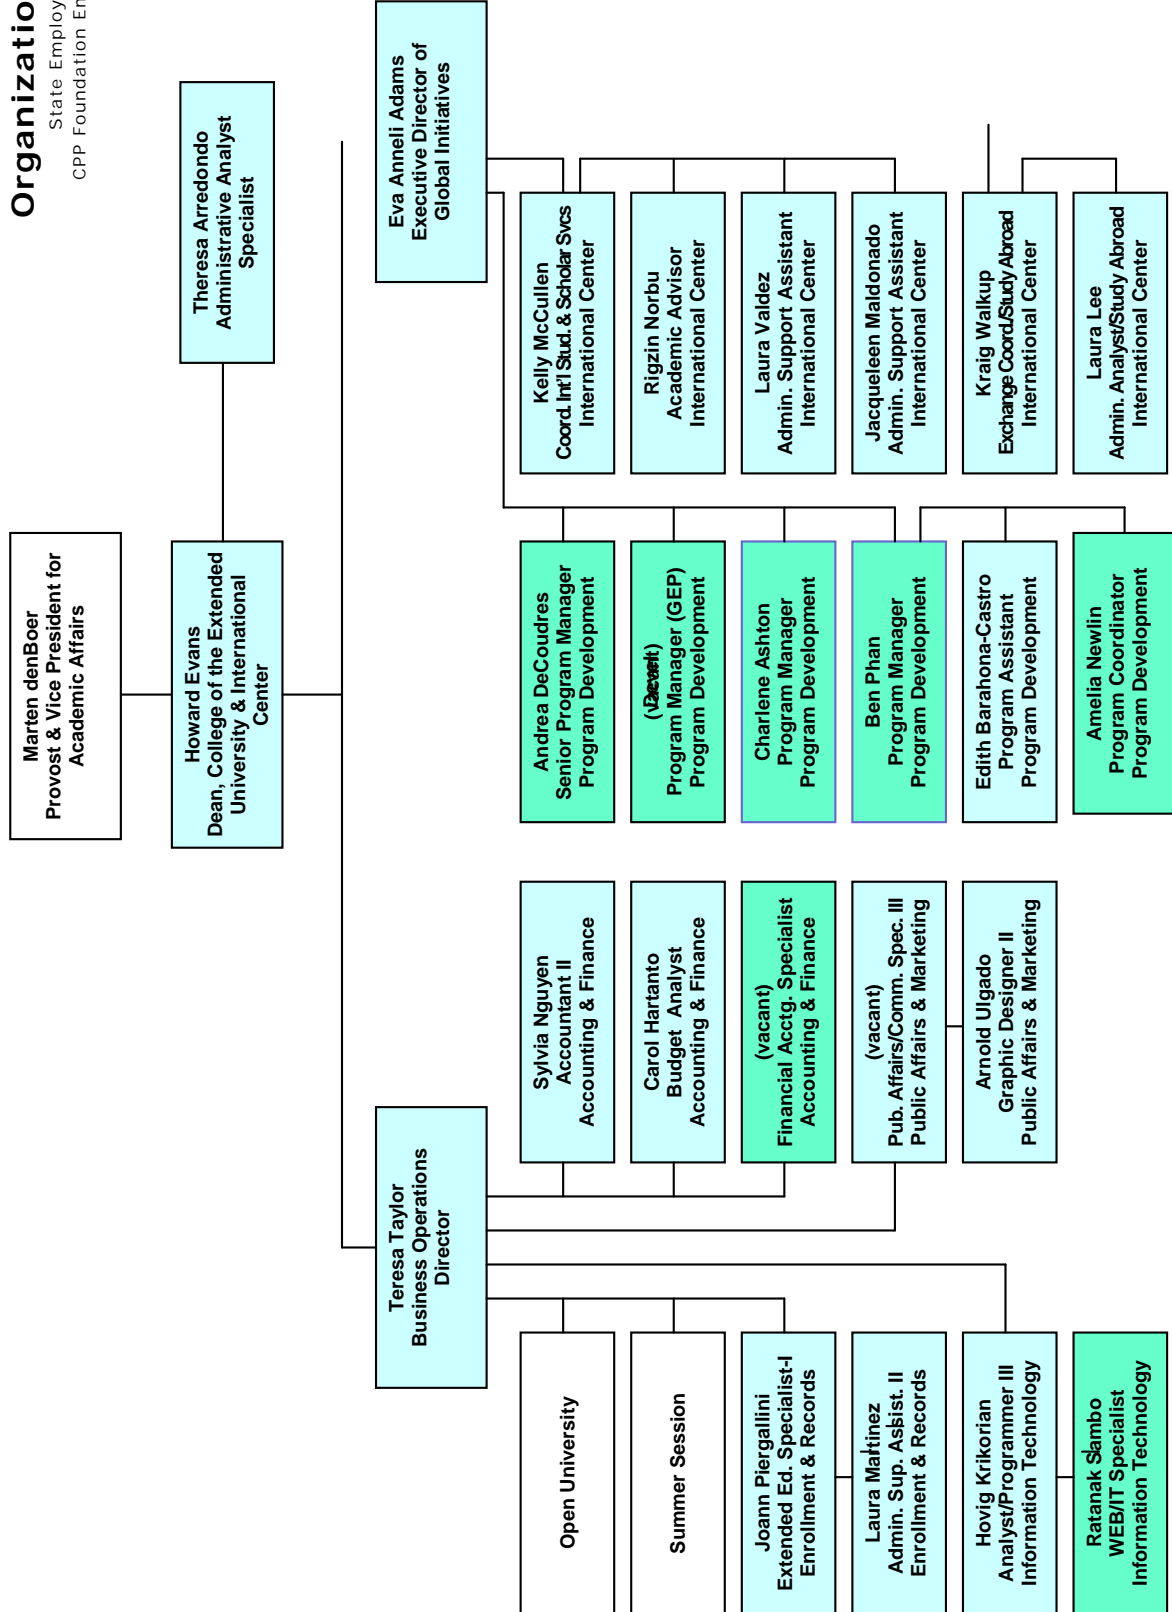 Organizatio
State Employ
CPP Foundation En
Marten denBoer
Provost & Vice President for
Academic Affairs
Howard Evans
Dean, College of the Extended
University & International
Center
Theresa Arredondo
Administrative Analyst
Specialist
Teresa Taylor
Business Operations
Director
Eva Anneli Adams
Executive Director of
Global Initiatives
Open University
Summer Session
Joann Piergallini
Extended Ed. Specialist-I
Enrollment & Records
Laura Martinez
Admin. Sup. Assist. II
Enrollment & Records
Hovig Krikorian
Analyst/Programmer III
Information Technology
Ratanak Sambo
WEB/IT Specialist
Information Technology
Sylvia Nguyen
Accountant II
Accounting & Finance
Carol Hartanto
Budget Analyst
Accounting & Finance
(vacant)
Financial Acctg. Specialist
Accounting & Finance
(vacant)
Pub. Affairs/Comm. Spec. III
Public Affairs & Marketing
Arnold Ulgado
Graphic Designer II
Public Affairs & Marketing
Andrea DeCoudres
Senior Program Manager
Program Development
(vacant)
Program Manager (GEP)
Program Development
Charlene Ashton
Program Manager
Program Development
Ben Phan
Program Manager
Program Development
Edith Barahona-Castro
Program Assistant
Program Development
Amelia Newlin
Program Coordinator
Program Development
Kelly McCullen
Coord. Int'l Stud. & Scholar Svcs
International Center
Rigzin Norbu
Academic Advisor
International Center
Laura Valdez
Admin. Support Assistant
International Center
Jacqueleen Maldonado
Admin. Support Assistant
International Center
Kraig Walkup
Exchange Coord/Study Abroad
International Center
Laura Lee
Admin. Analyst/Study Abroad
International Center